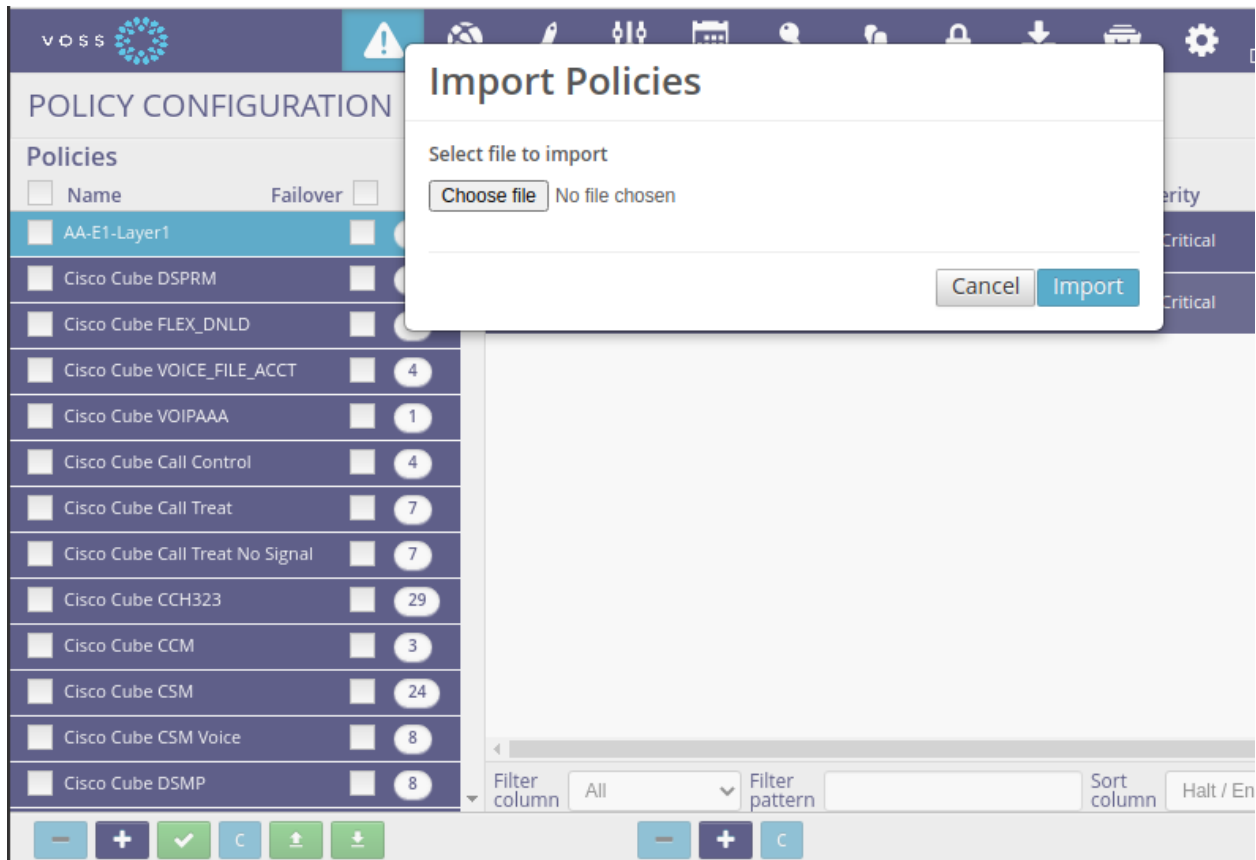 VOSS
Import Policies
POLICY CONFIGURATION
Select file to import
Policies
Name Failover
Choose file No file chosen
erity
AA-E1-Layer1
Critical
Cisco Cube DSPRM
Cancel Import
Critical
Cisco Cube FLEX_DNLD
Cisco Cube VOICE_FILE_ACCT 4
Cisco Cube VOIPAAA 1
Cisco Cube Call Control 4
Cisco Cube Call Treat 7
Cisco Cube Call Treat No Signal 7
Cisco Cube CCH323 29
Cisco Cube CCM 3
Cisco Cube CSM 24
Cisco Cube CSM Voice 8
Cisco Cube DSMP 8
Filter column All Filter pattern Sort column Halt / En
C C